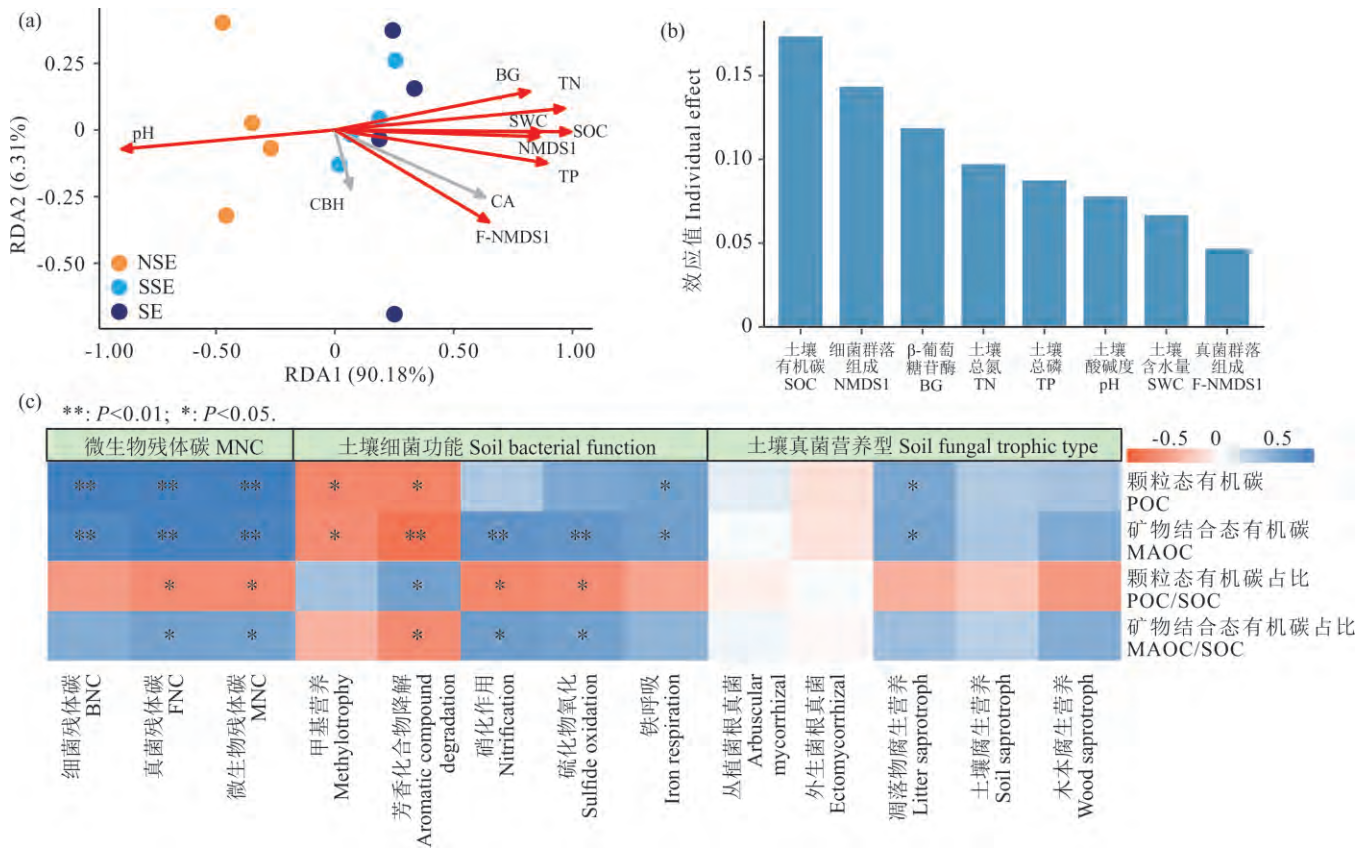 (a)
0.25
0
-0.25
-0.50
RDA2 (6.31%)
BG
TN
SWC
SOC
NMDS1
TP
CA
F-NMDS1
CBH
pH
NSE
SSE
SE
-1.00
-0.50
0
0.50
1.00
RDA1 (90.18%)
(b)
效应值 Individual effect
0.15
0.10
0.05
0
土壤
有机碳
SOC
细菌群落
组成
NMDS1
β-葡萄
糖苷酶
BG
土壤
总氮
TN
土壤
总磷
TP
土壤
酸碱度
pH
土壤
含水量
SWC
真菌群落
组成
F-NMDS1
(c)
**: P<0.01; *: P<0.05.
微生物残体碳 MNC
土壤细菌功能 Soil bacterial function
土壤真菌营养型 Soil fungal trophic type
-0.5
0
0.5
** ** ** * * * *
** ** ** * ** ** ** * *
* * * * *
* * * * *
颗粒态有机碳
POC
矿物结合态有机碳
MAOC
颗粒态有机碳占比
POC/SOC
矿物结合态有机碳占比
MAOC/SOC
细菌残体碳
BNC
真菌残体碳
FNC
微生物残体碳
MNC
甲基营养
Methylotrophy
芳香化合物降解
Aromatic compound
degradation
硝化作用
Nitrification
硫化物氧化
Sulfide oxidation
铁呼吸
Iron respiration
丛植菌根真菌
Arbuscular
mycorrhizal
外生菌根真菌
Ectomycorrhizal
凋落物腐生营养
Litter saprotroph
土壤腐生营养
Soil saprotroph
木本腐生营养
Wood saprotroph